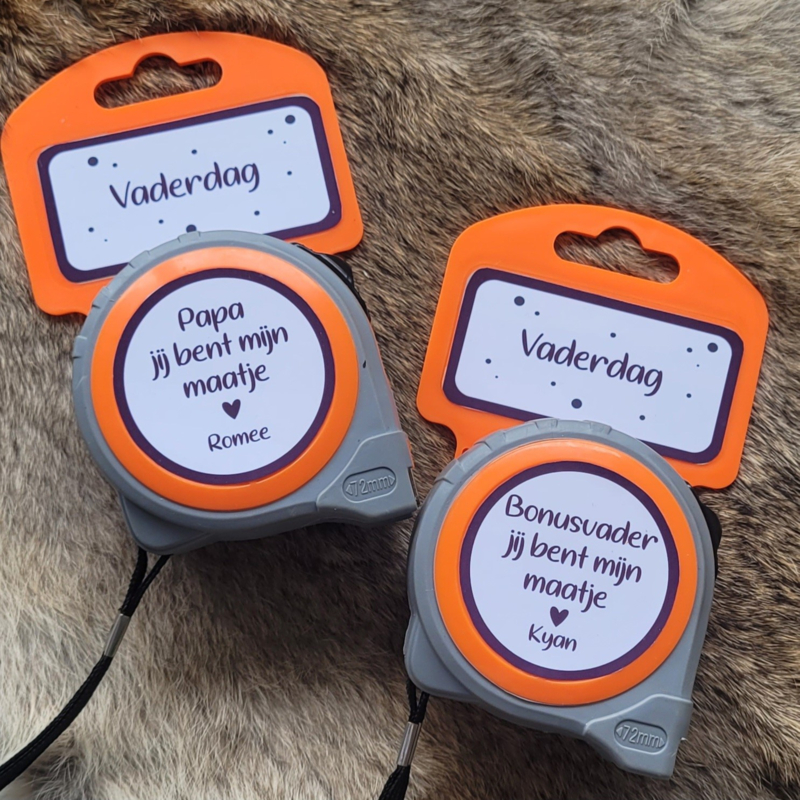 Vaderdag
Papa
jij bent mijn
maatje
Romee
72mm
Vaderdag
Bonusvader
jij bent mijn
maatje
Kyan
72mm